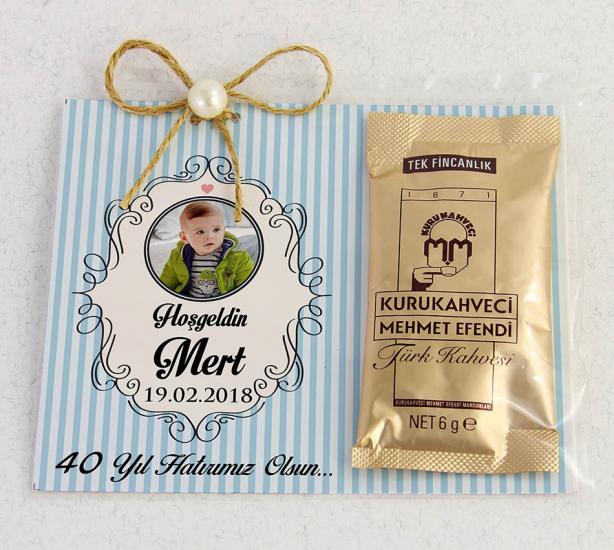 Hoşgeldin
Mert
19.02.2018
40 Yıl Hatırımız Olsun...
TEK FİNCANLIK
1871
KURUKAHVECİ
MM
KURUKAHVECİ
MEHMET EFENDİ
Türk Kahvesi
KURUKAHVECİ MEHMET EFENDİ MAHDUMLARI
NET 6 g e